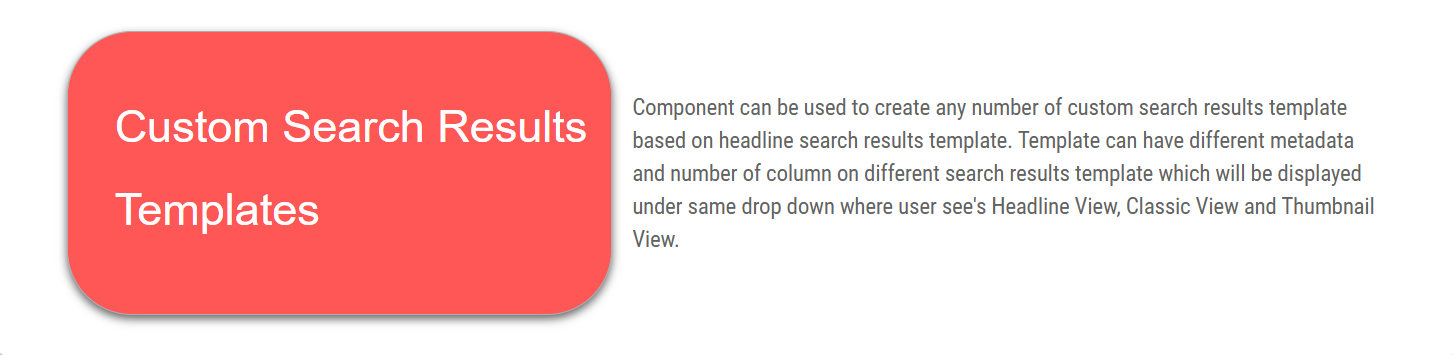 Custom Search Results
Templates
Component can be used to create any number of custom search results template
based on headline search results template. Template can have different metadata
and number of column on different search results template which will be displayed
under same drop down where user see's Headline View, Classic View and Thumbnail
View.